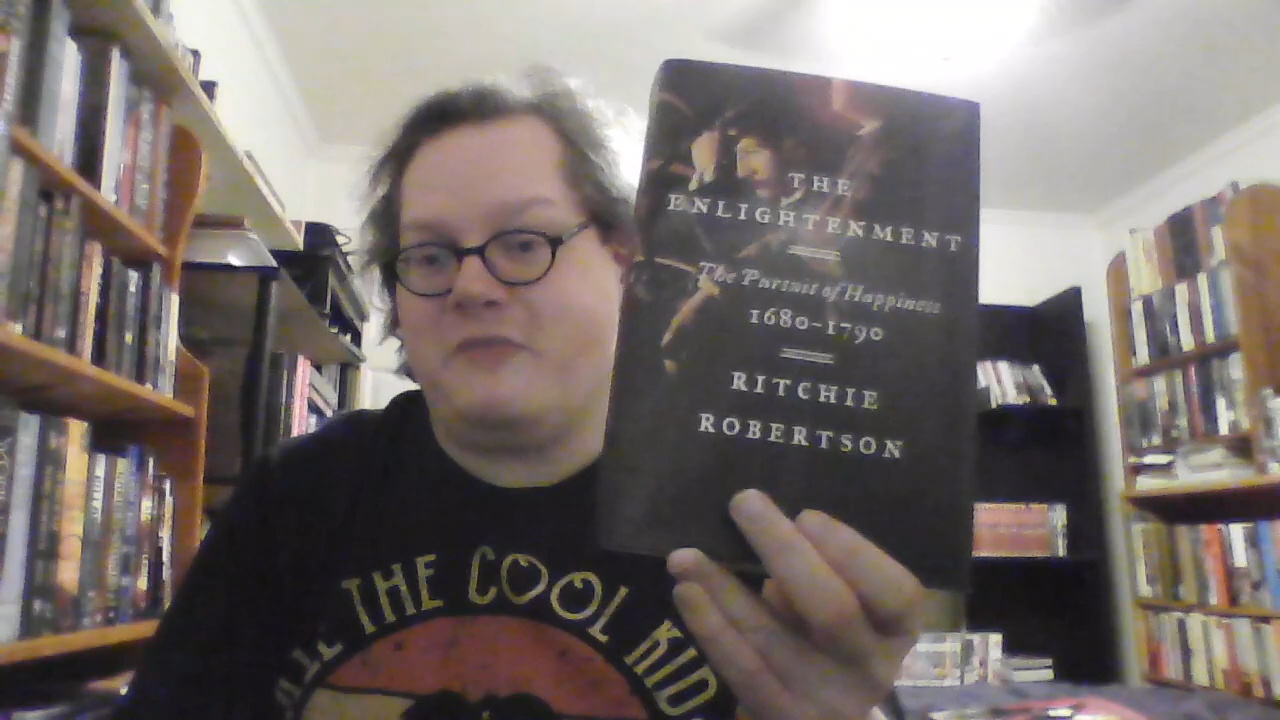 THE
ENLIGHTENMENT
The Pursuit of Happiness
1680-1790
RITCHIE
ROBERTSON
THE COOL KID